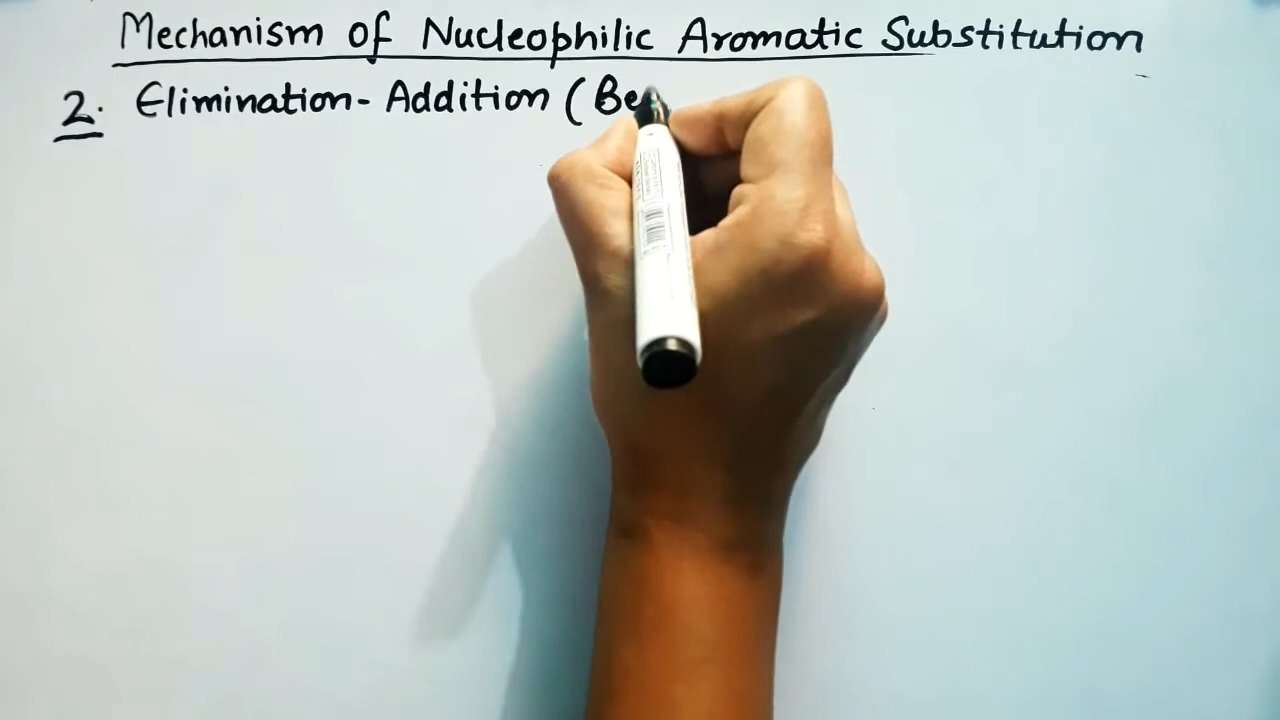 Mechanism of Nucleophilic Aromatic Substitution
2. Elimination-Addition (Be